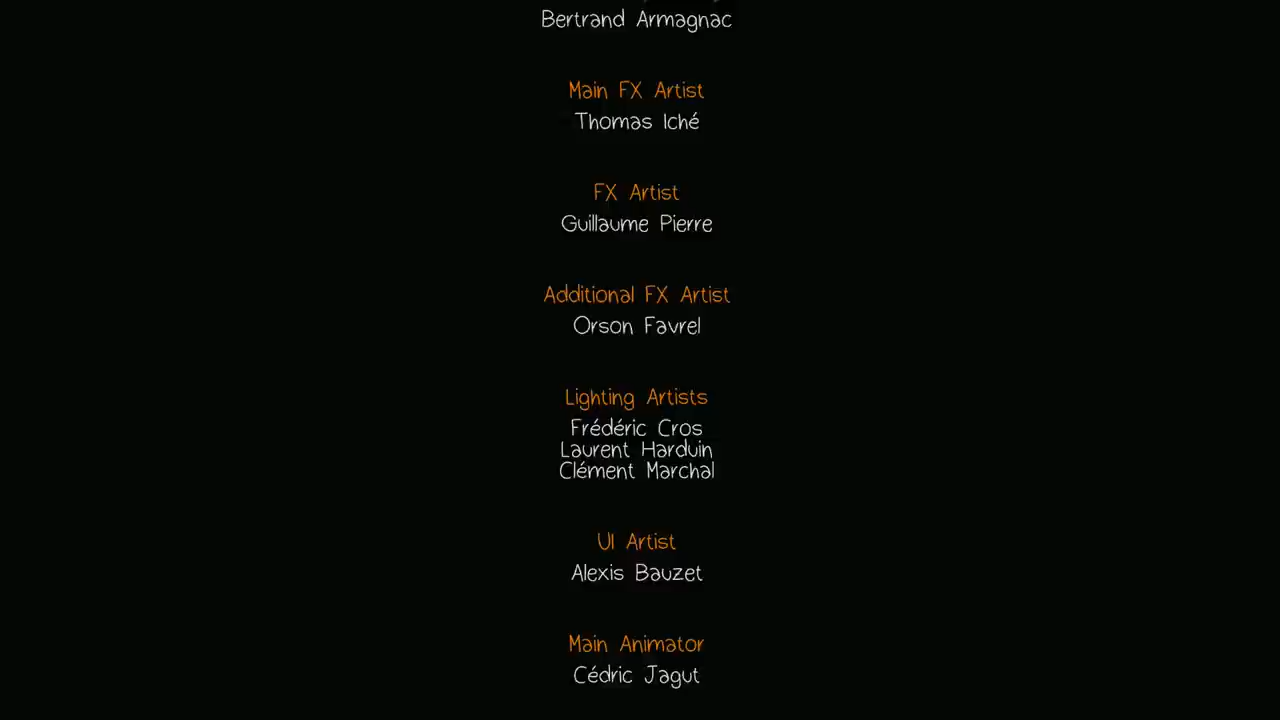 Bertrand Armagnac
Main FX Artist
Thomas Iché
FX Artist
Guillaume Pierre
Additional FX Artist
Orson Favrel
Lighting Artists
Frédéric Cros
Laurent Harduin
Clément Marchal
UI Artist
Alexis Bauzet
Main Animator
Cédric Jagut